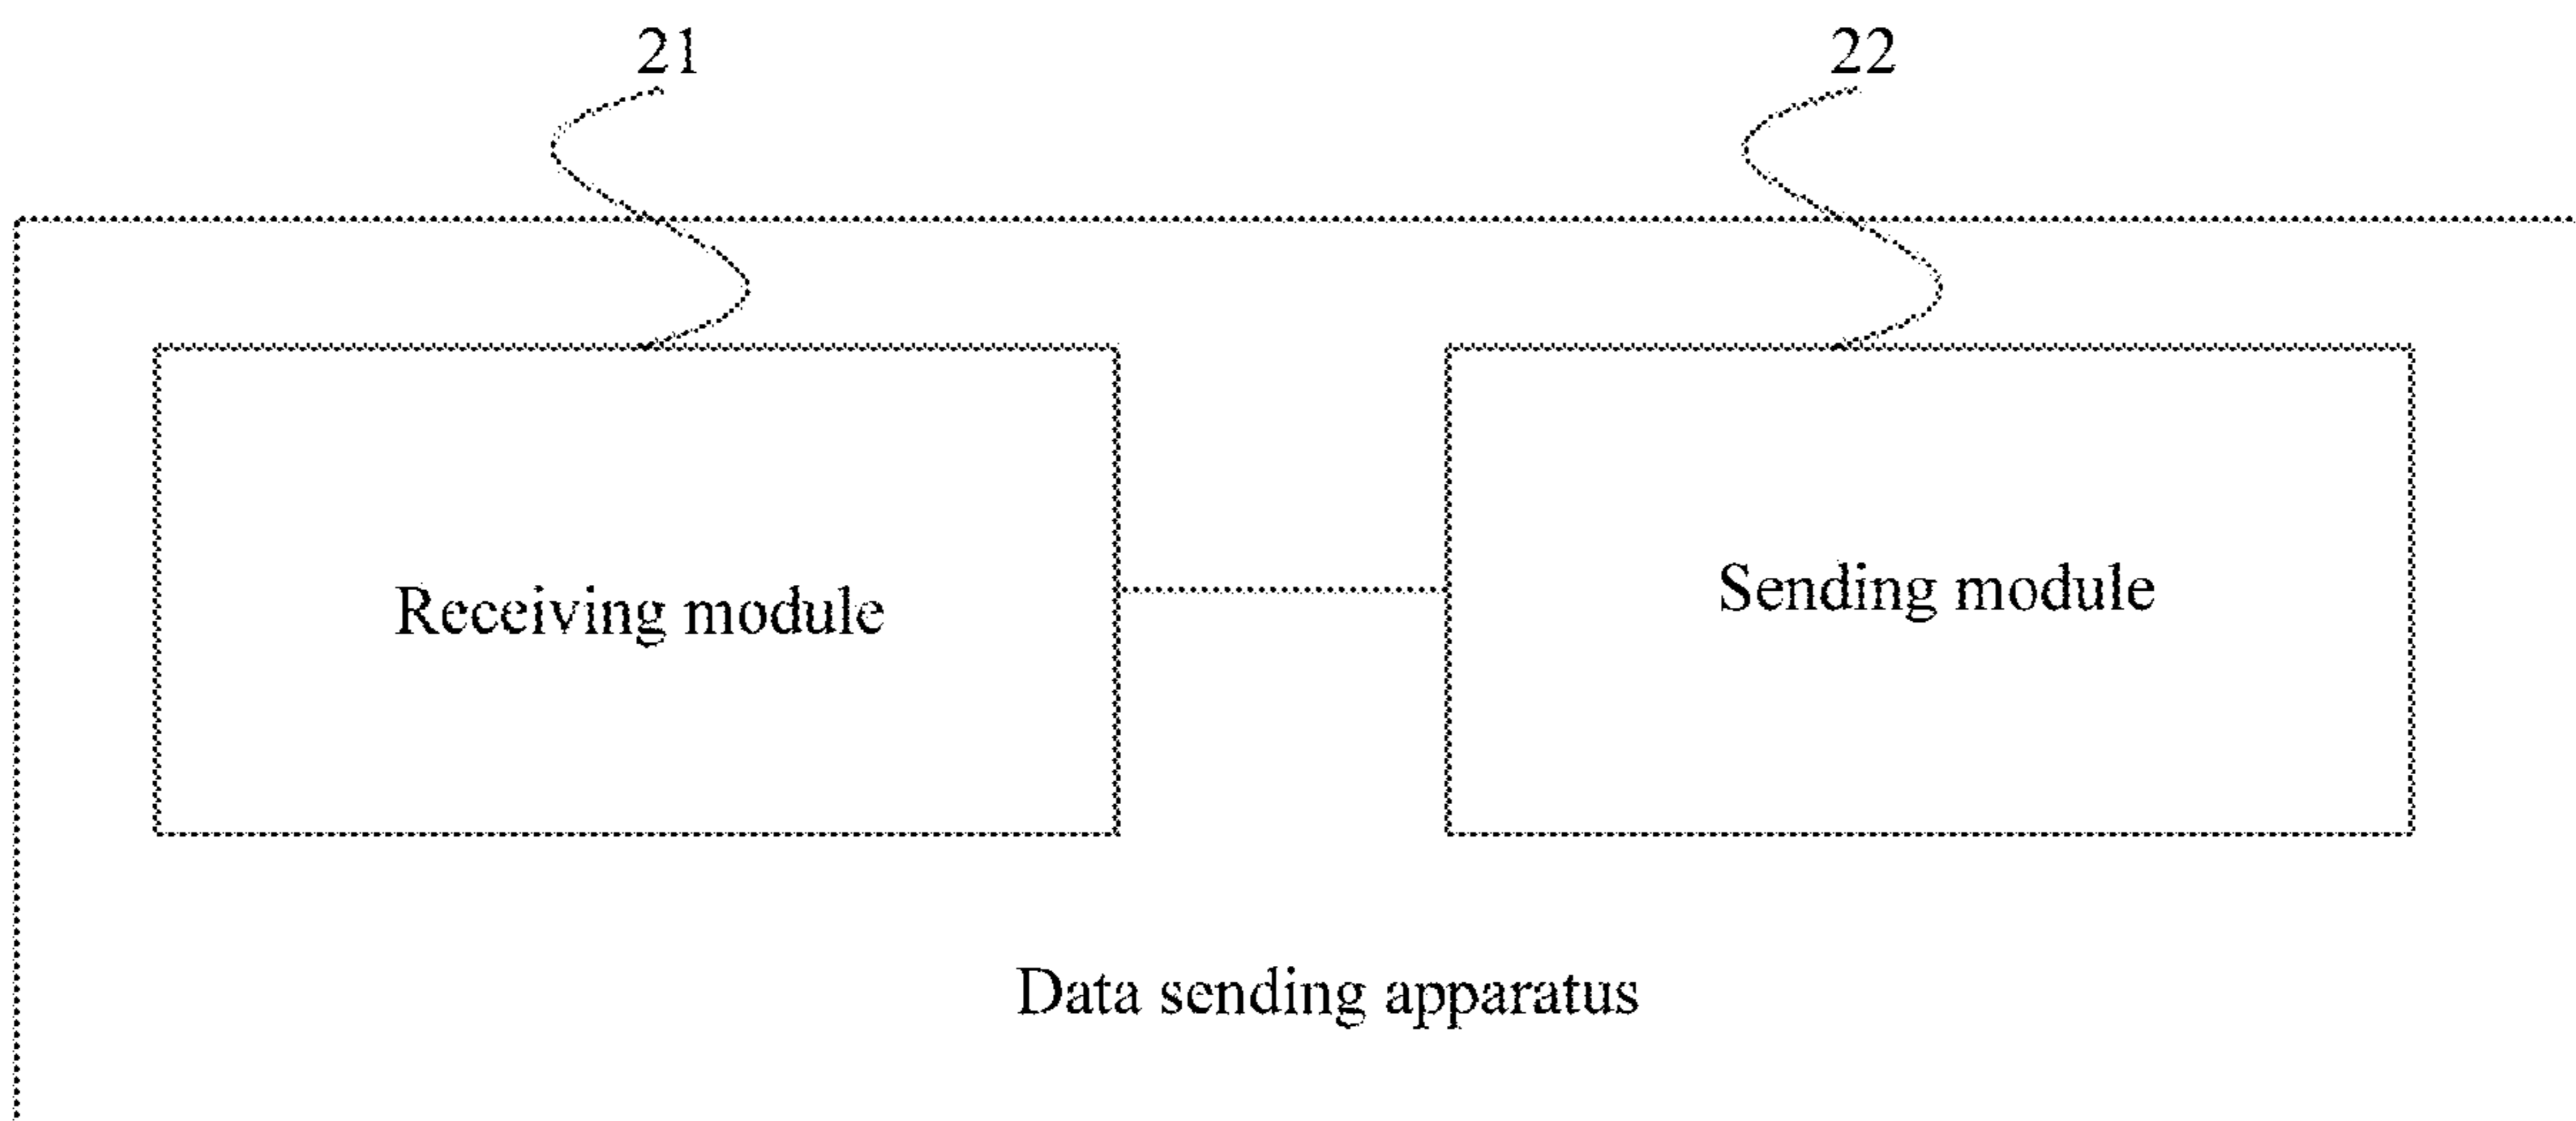 21
22
Receiving module
Sending module
Data sending apparatus